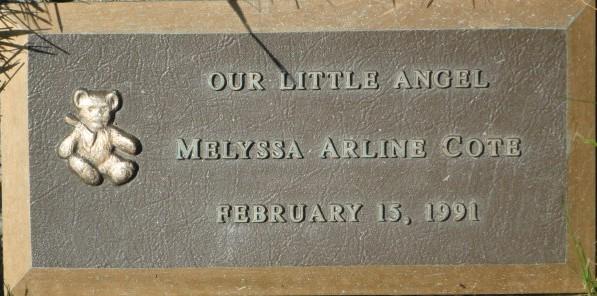 OUR LITTLE ANGEL
MELYSSA ARLINE COTE
FEBRUARY 15, 1991